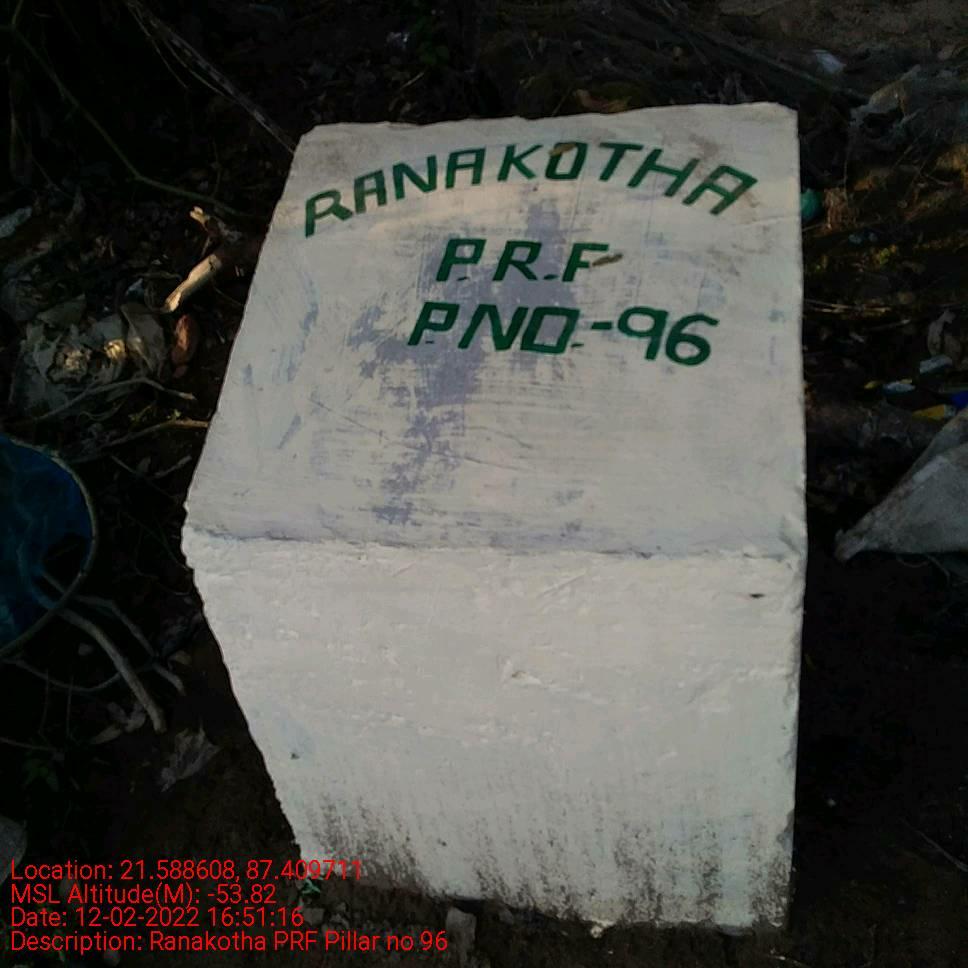 RANAKOTHA
P.R.F
P.NO.-96
Location: 21.588608, 87.409711
MSL Altitude(M): -53.82
Date: 12-02-2022 16:51:16
Description: Ranakotha PRF Pillar no 96